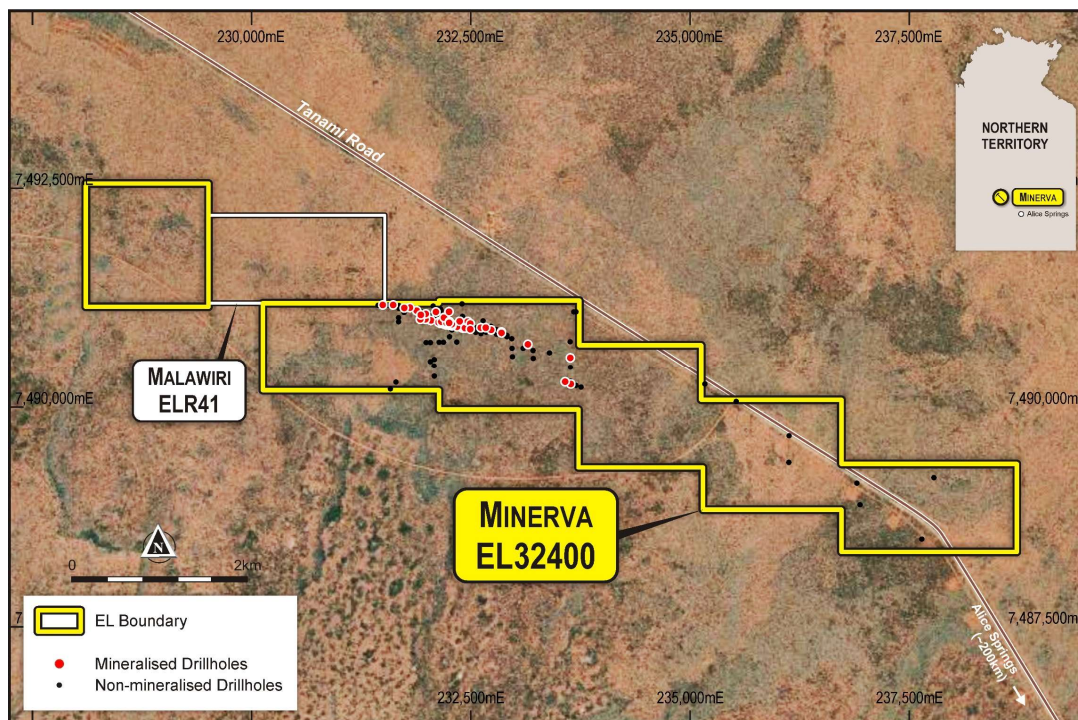 230,000mE
232,500mE
235,000mE
237,500mE
NORTHERN
TERRITORY
MINERVA
Alice Springs
Tanami Road
7,492,500mE
MALAWIRI
ELR41
7,490,000mE
7,490,000mE
MINERVA
EL32400
N
0
2km
EL Boundary
Mineralised Drillholes
Non-mineralised Drillholes
7
7,487,500mE
Alice Springs
(~200km)
232,500mE
235,000mE
237,500mE